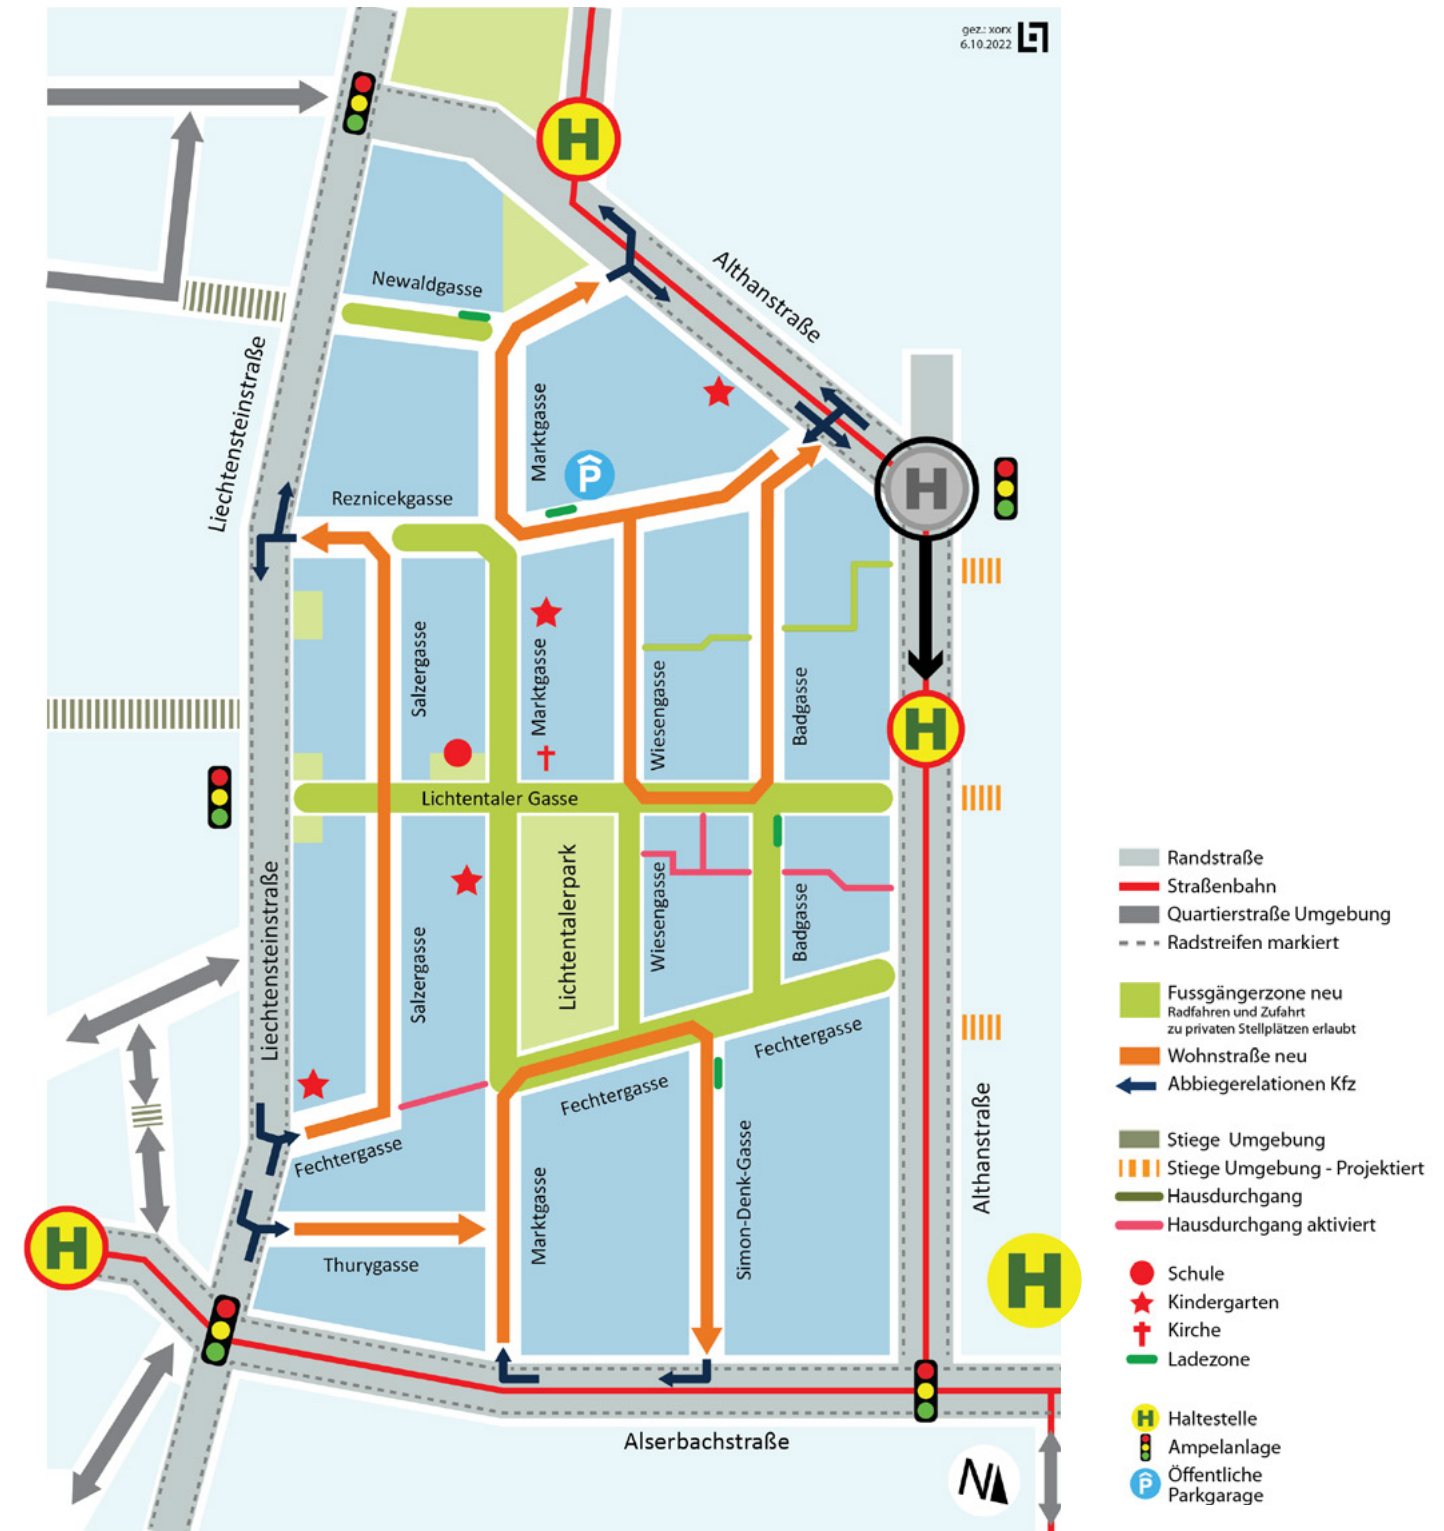 gez.: xorx
6.10.2022
H
Althanstraße
Newaldgasse
Liechtensteinstraße
Marktgasse
P
Reznicekgasse
H
Salzergasse
Marktgasse
Wiesengasse
Badgasse
H
Lichtentaler Gasse
Liechtensteinstraße
Salzergasse
Lichtentalerpark
Wiesengasse
Badgasse
Fechtergasse
Fechtergasse
Fechtergasse
Althanstraße
Marktgasse
Simon-Denk-Gasse
H
Thurygasse
H
Alserbachstraße
N
Randstraße
Straßenbahn
Quartierstraße Umgebung
Radstreifen markiert
Fussgängerzone neu
Radfahren und Zufahrt
zu privaten Stellplätzen erlaubt
Wohnstraße neu
Abbiegerelationen Kfz
Stiege Umgebung
Stiege Umgebung - Projektiert
Hausdurchgang
Hausdurchgang aktiviert
Schule
Kindergarten
Kirche
Ladezone
H Haltestelle
Ampelanlage
P Öffentliche
Parkgarage